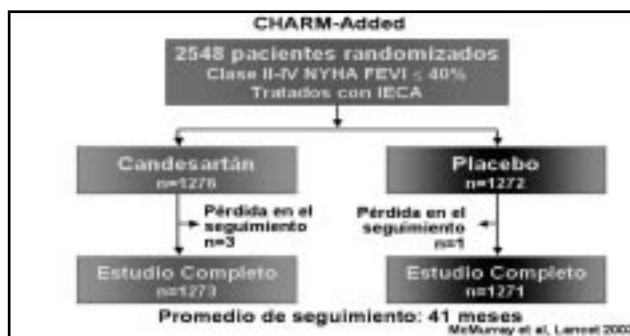 CHARM-Added
2548 pacientes randomizados
Clase II-IV NYHA FEVI ≤ 40%
Tratados con IECA
Candesartán
n=1276
Placebo
n=1272
Pérdida en el
seguimiento
n=3
Pérdida en el
seguimiento
n=1
Estudio Completo
n=1273
Estudio Completo
n=1271
Promedio de seguimiento: 41 meses
McMurray et al, Lancet 2003